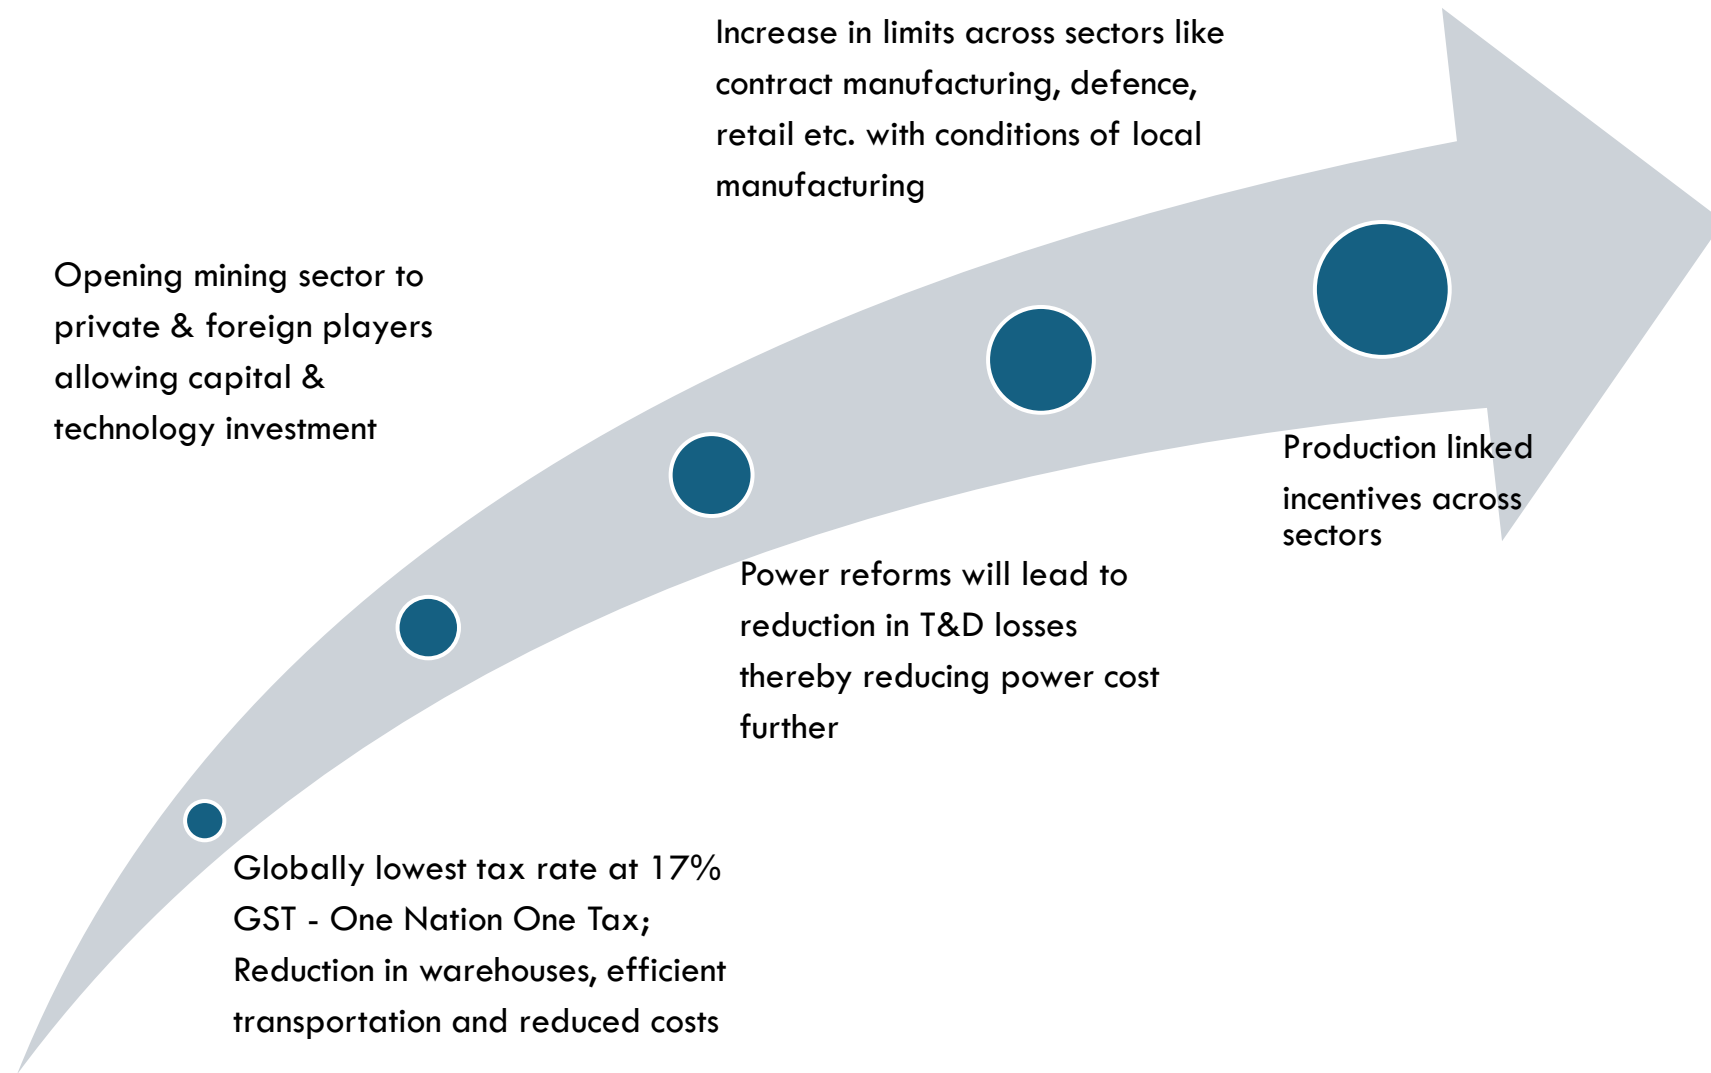 Increase in limits across sectors like
contract manufacturing, defence,
retail etc. with conditions of local
manufacturing
Opening mining sector to
private & foreign players
allowing capital &
technology investment
Production linked
incentives across
sectors
Power reforms will lead to
reduction in T&D losses
thereby reducing power cost
further
Globally lowest tax rate at 17%
GST - One Nation One Tax;
Reduction in warehouses, efficient
transportation and reduced costs